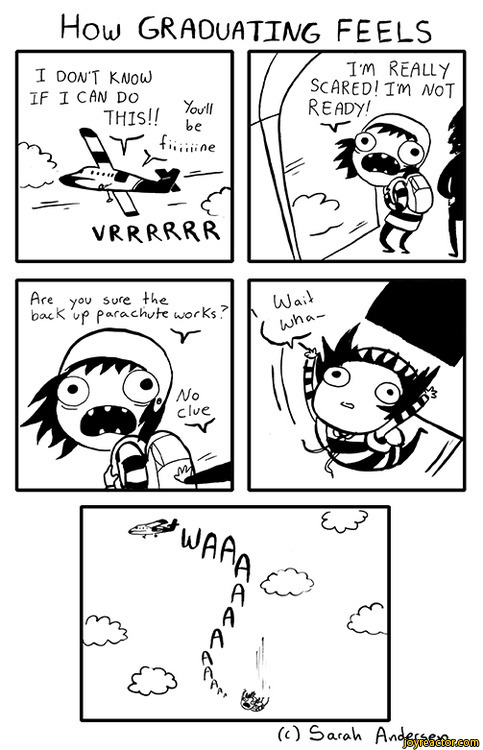 How GRADUATING FEELS
I DON'T KNOW
IF I CAN DO
THIS!!
You'll
be
fiiiiiine
VRRRRRR
I'M REALLY
SCARED! I'M NOT
READY!
Are you sure the
back up parachute works?
No
clue
Wait
wha-
WAAAAAAAAAAA
(c) Sarah Andersen
joyreactor.com